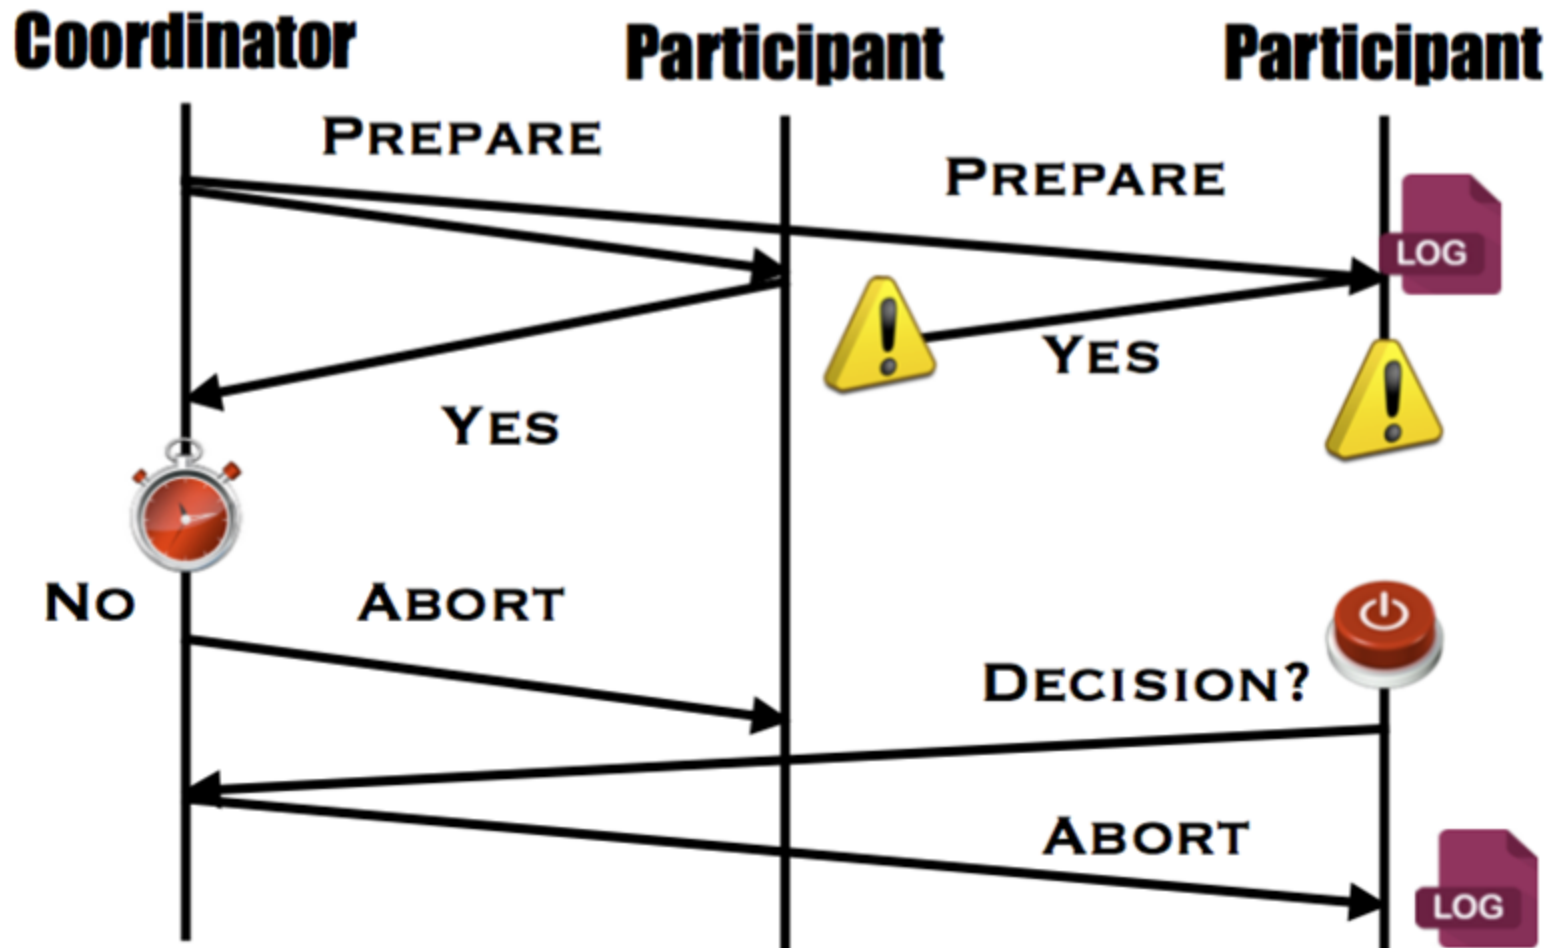 Coordinator
Participant
Participant
PREPARE
PREPARE
LOG
YES
YES
NO
ABORT
DECISION?
ABORT
LOG